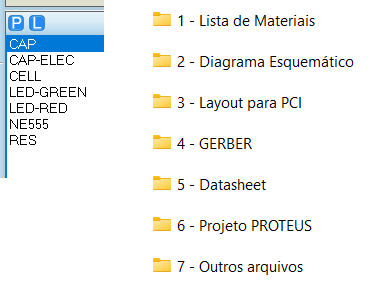 P L
CAP
CAP-ELEC
CELL
LED-GREEN
LED-RED
NE555
RES
1 - Lista de Materiais
2 - Diagrama Esquemático
3 - Layout para PCI
4 - GERBER
5 - Datasheet
6 - Projeto PROTEUS
7 - Outros arquivos